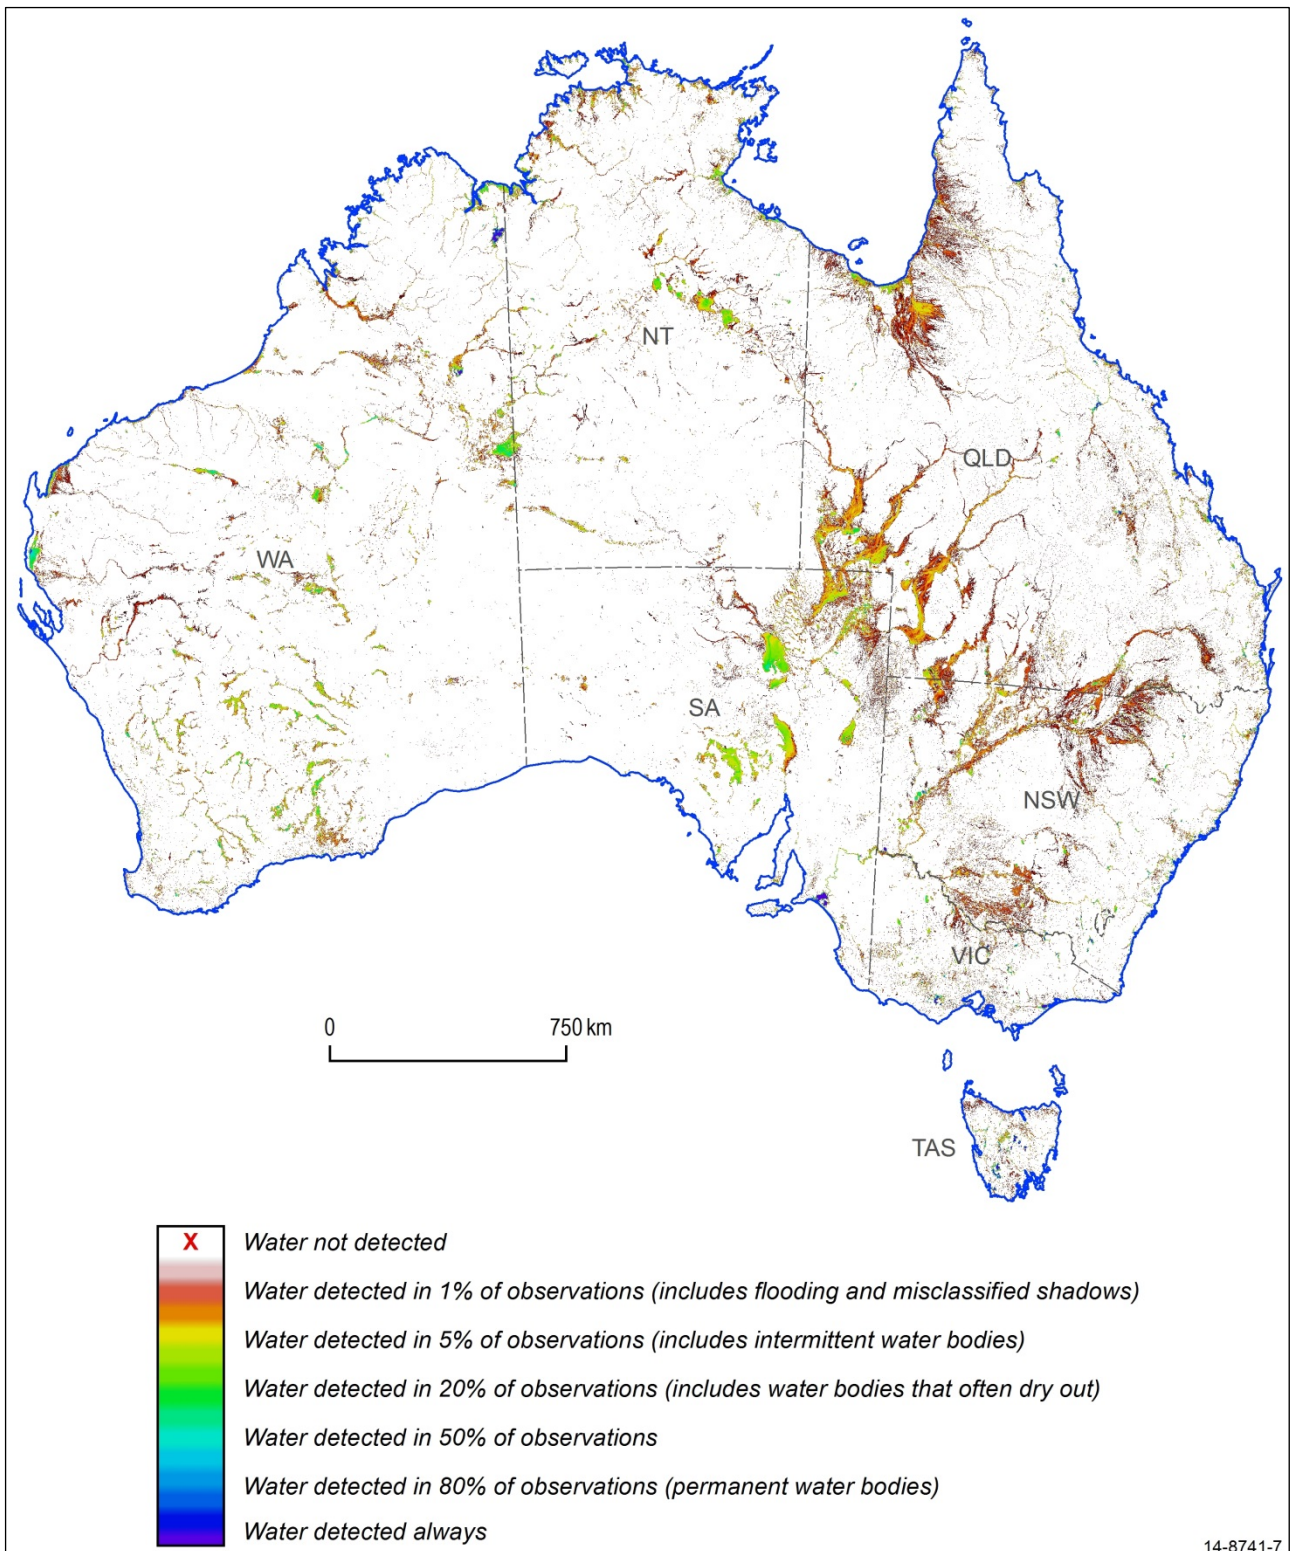 NT
QLD
WA
SA
NSW
VIC
0 750 km
TAS
X Water not detected
Water detected in 1% of observations (includes flooding and misclassified shadows)
Water detected in 5% of observations (includes intermittent water bodies)
Water detected in 20% of observations (includes water bodies that often dry out)
Water detected in 50% of observations
Water detected in 80% of observations (permanent water bodies)
Water detected always
14-8741-7